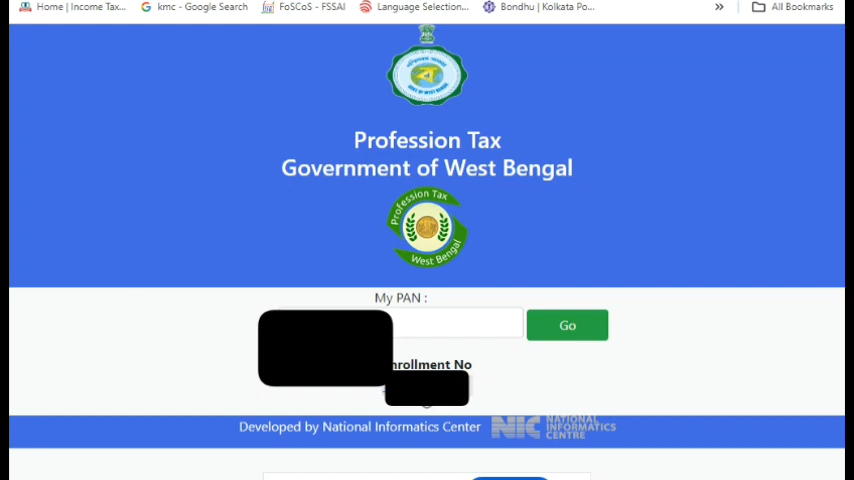 Home | Income Tax...
kmc - Google Search
FoSCoS - FSSAI
Language Selection...
Bondhu | Kolkata Po...
»
All Bookmarks
Profession Tax
Government of West Bengal
Profession Tax
West Bengal
My PAN :
Go
nrollment No
Developed by National Informatics Center
NIC NATIONAL
INFORMATICS
CENTRE